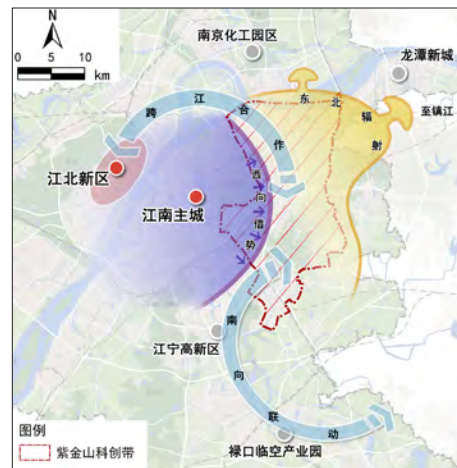 N
0 5 10
km
南京化工园区
龙潭新城
至镇江
跨江合作
东北辐射
江北新区
江南主城
西向借势
江宁高新区
南向联动
禄口临空产业园
图例
紫金山科创带